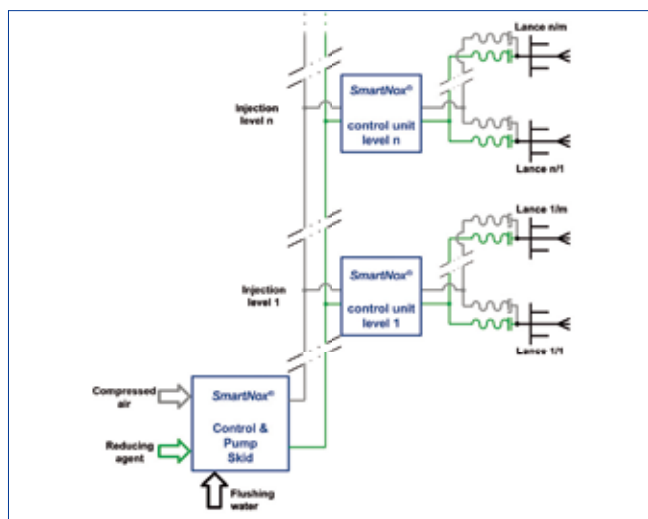 Lance n/m
SmartNox®
Injection
level n
control unit
level n
Lance n/1
Lance 1/m
SmartNox®
Injection
level 1
control unit
level 1
Lance 1/1
Compressed
air
SmartNox®
Control &
Pump
Skid
Reducing
agent
Flushing
water